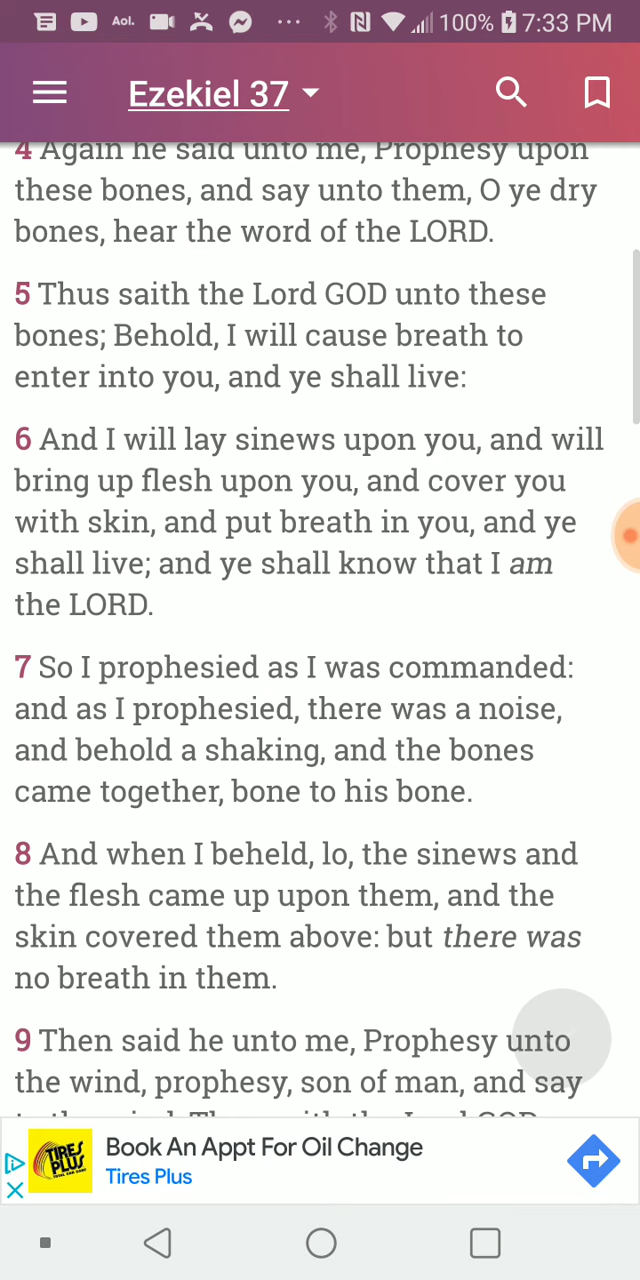 Aol. ... 100% 7:33 PM
Ezekiel 37
4 Again he said unto me, Prophesy upon
these bones, and say unto them, O ye dry
bones, hear the word of the LORD.
5 Thus saith the Lord GOD unto these
bones; Behold, I will cause breath to
enter into you, and ye shall live:
6 And I will lay sinews upon you, and will
bring up flesh upon you, and cover you
with skin, and put breath in you, and ye
shall live; and ye shall know that I am
the LORD.
7 So I prophesied as I was commanded:
and as I prophesied, there was a noise,
and behold a shaking, and the bones
came together, bone to his bone.
8 And when I beheld, lo, the sinews and
the flesh came up upon them, and the
skin covered them above: but there was
no breath in them.
9 Then said he unto me, Prophesy unto
the wind, prophesy, son of man, and say
TIRES
PLUS
Book An Appt For Oil Change
Tires Plus